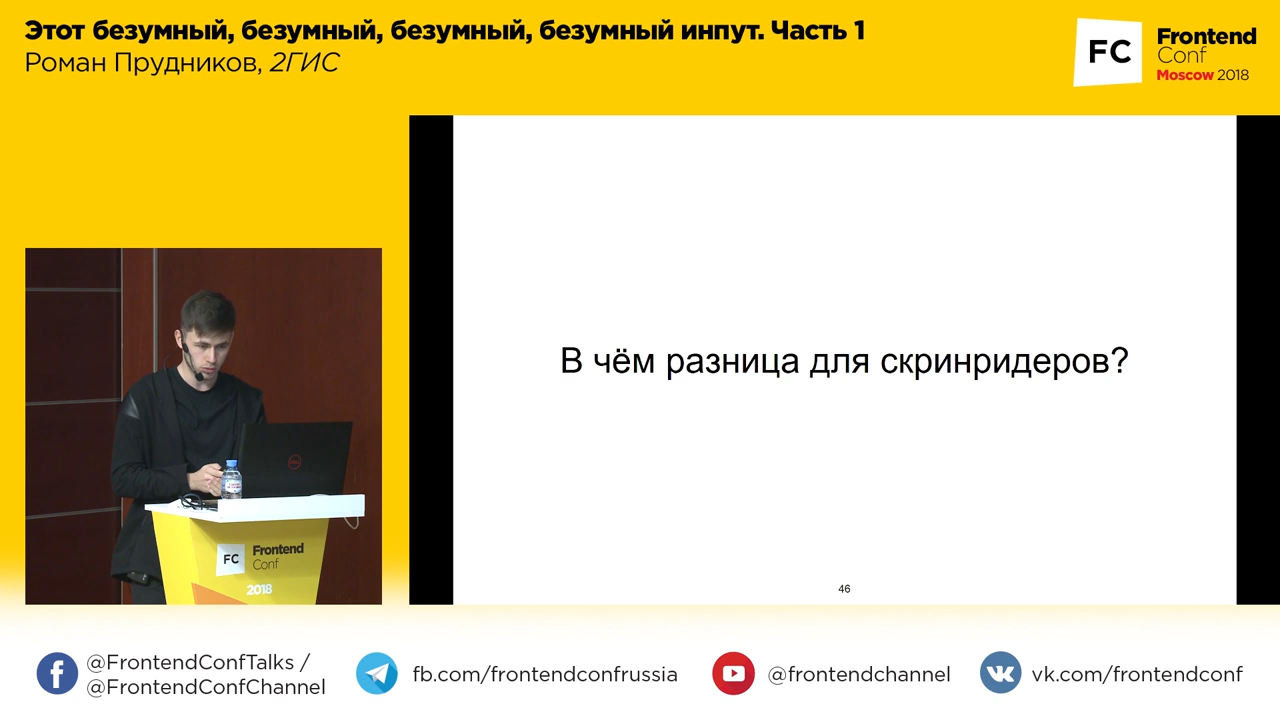 Этот безумный, безумный, безумный, безумный инпут. Часть 1
Роман Прудников, 2ГИС
FC
Frontend
Conf
Moscow 2018
В чём разница для скринридеров?
46
FC
Frontend
Conf
2018
@FrontendConfTalks /
@FrontendConfChannel
fb.com/frontendconfrussia
@frontendchannel
vk.com/frontendconf